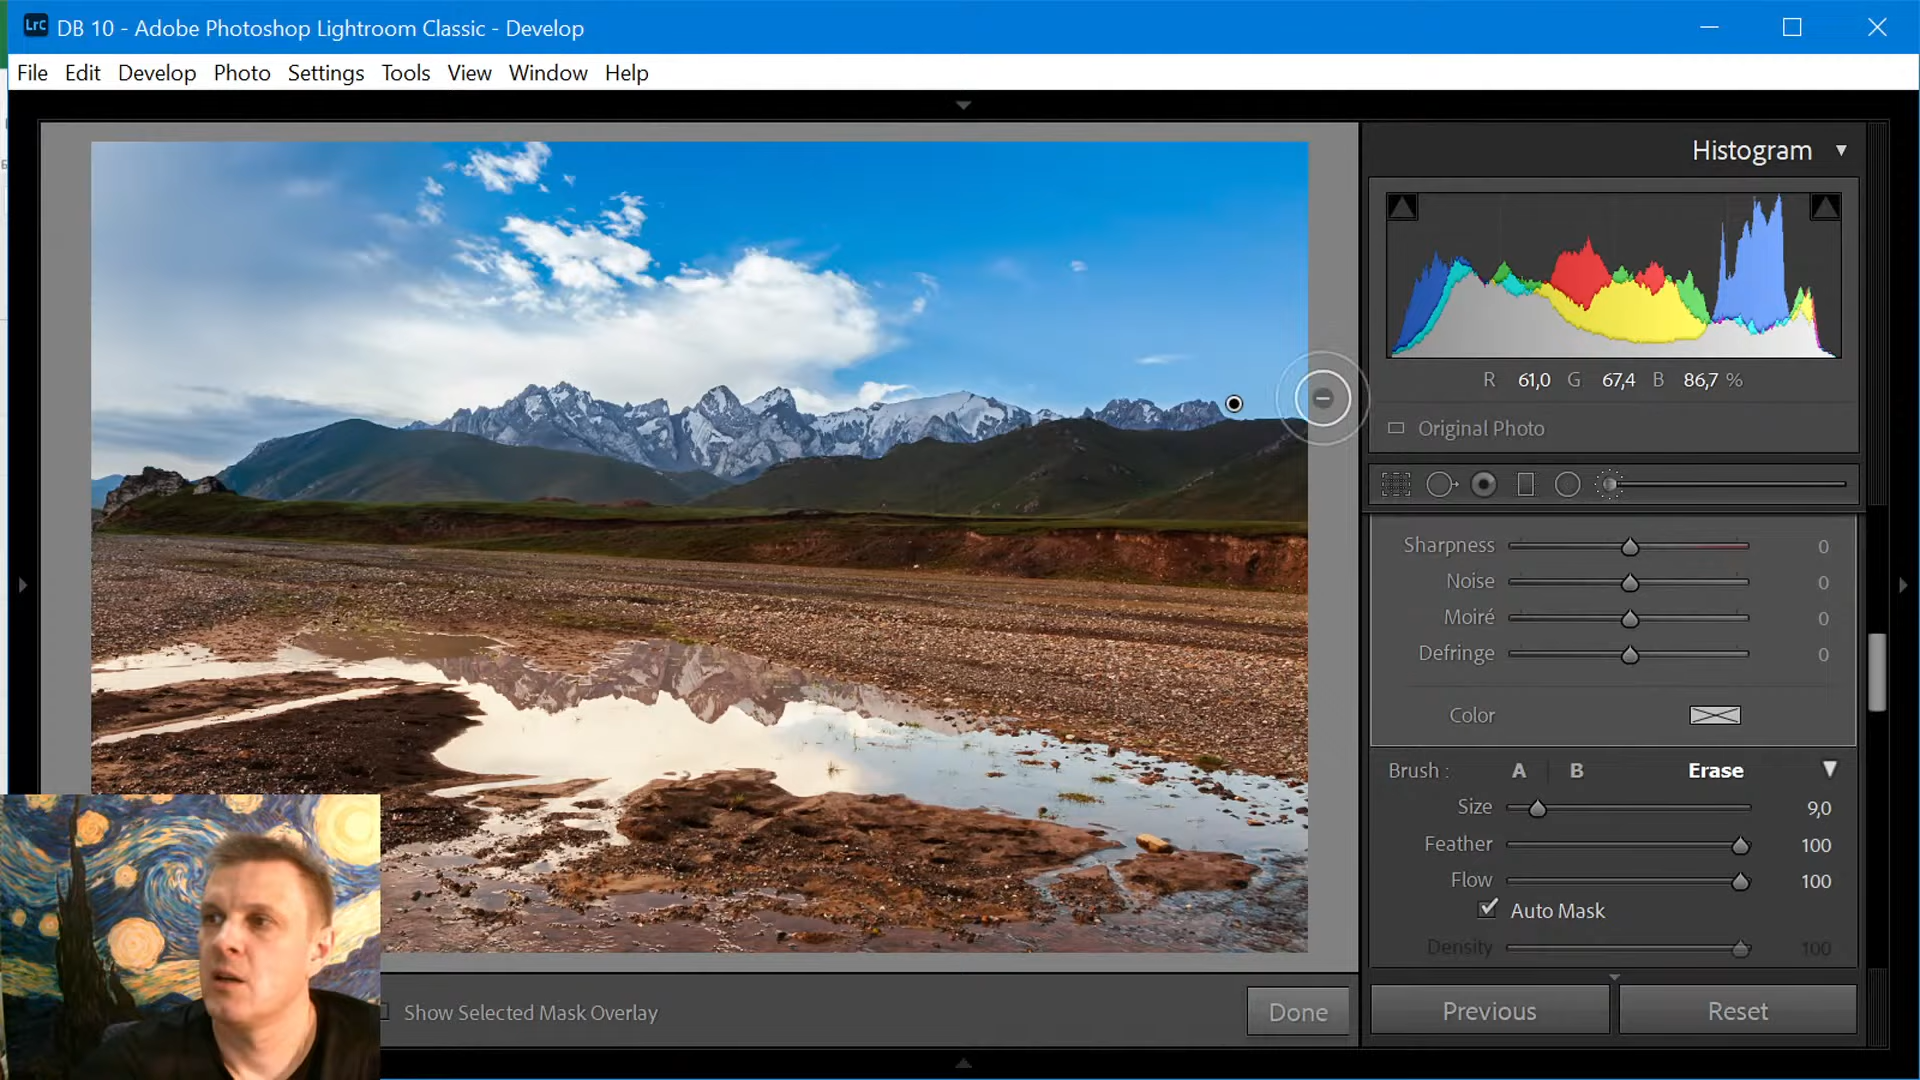 Lrc DB 10 - Adobe Photoshop Lightroom Classic - Develop
File Edit Develop Photo Settings Tools View Window Help
Histogram
R 61,0 G 67,4 B 86,7 %
Original Photo
Sharpness 0
Noise 0
Moiré 0
Defringe 0
Color
Brush : A B Erase
Size 9,0
Feather 100
Flow 100
Auto Mask
Density 100
Show Selected Mask Overlay Done Previous Reset